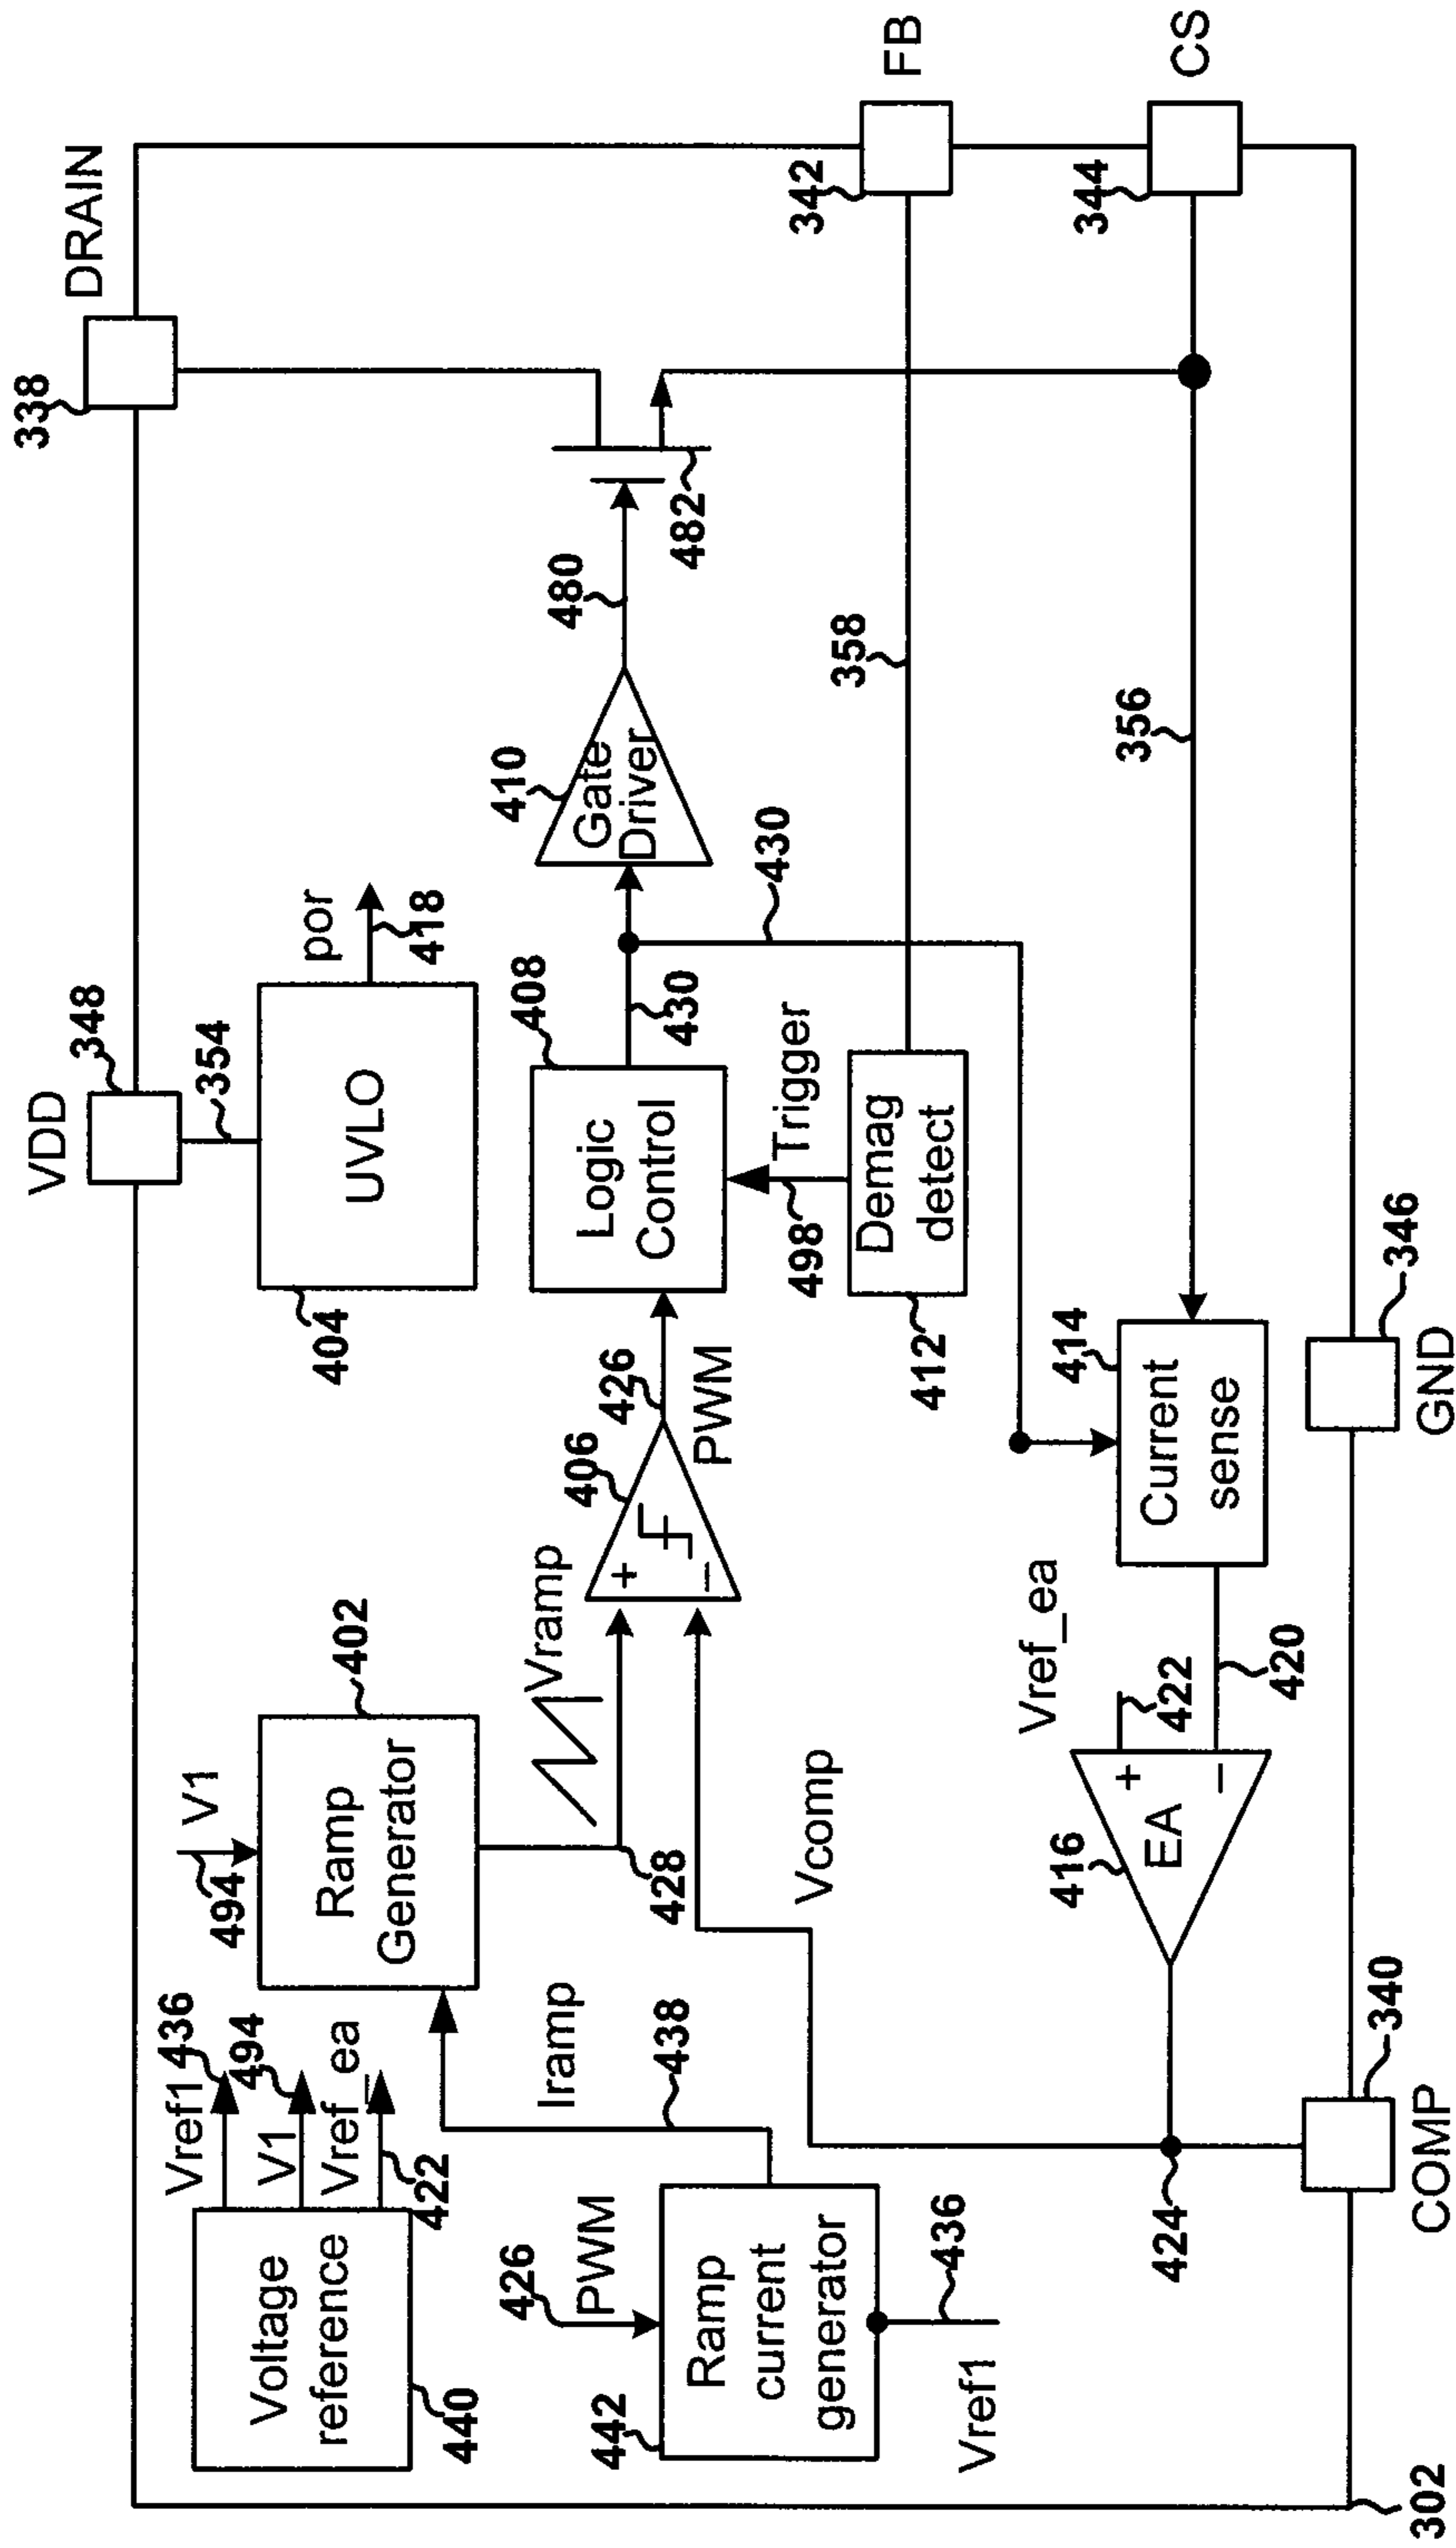 VDD
348
354
DRAIN
338
Voltage
reference
440
Vref1
436
V1
494
Vref_ea
422
V1
494
Ramp
Generator
402
UVLO
404
por
418
426
PWM
Ramp
current
generator
442
Vref1
436
Iramp
438
Vramp
428
+
−
406
426
PWM
Logic
Control
408
430
430
Gate
Driver
410
480
482
Trigger
498
Demag
detect
412
358
342
FB
Vcomp
EA
416
+
−
Vref_ea
422
420
Current
sense
414
356
344
CS
424
340
COMP
346
GND
302